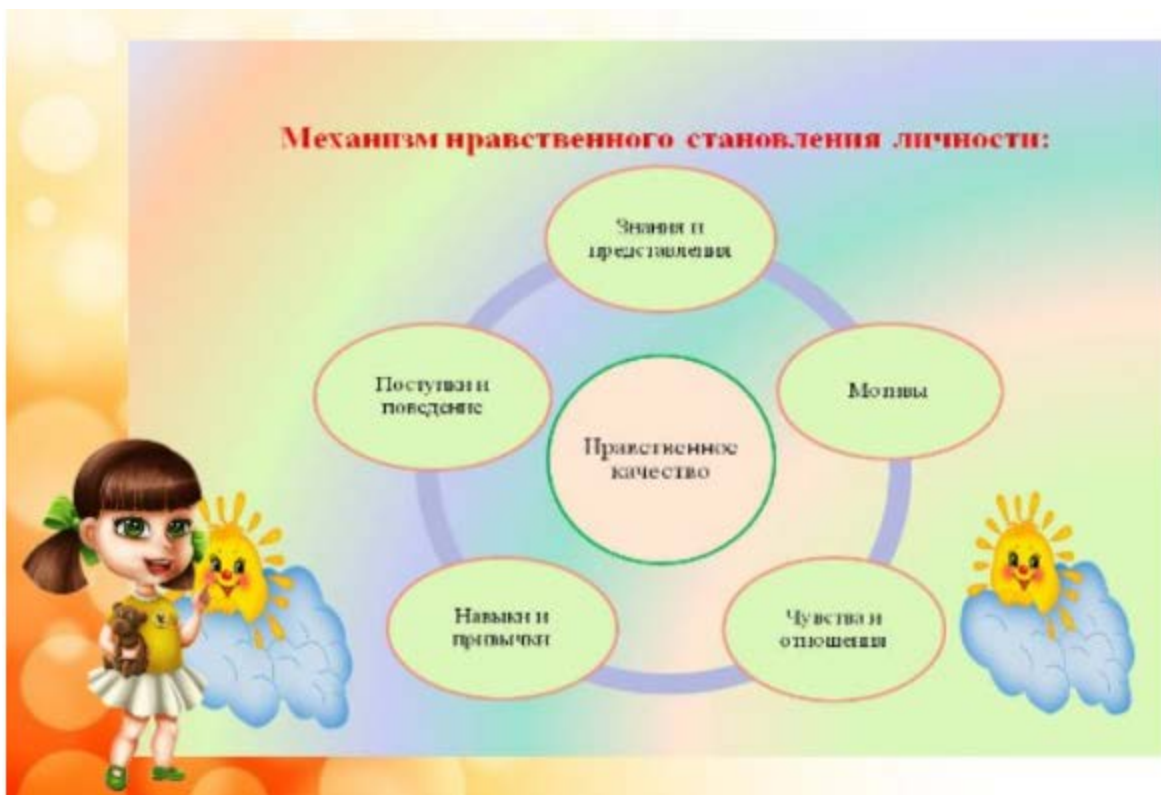 Механизм нравственного становления личности:
Знания и
представления
Поступки и
поведение
Мотивы
Нравственное
качество
Навыки и
привычки
Чувства и
отношения